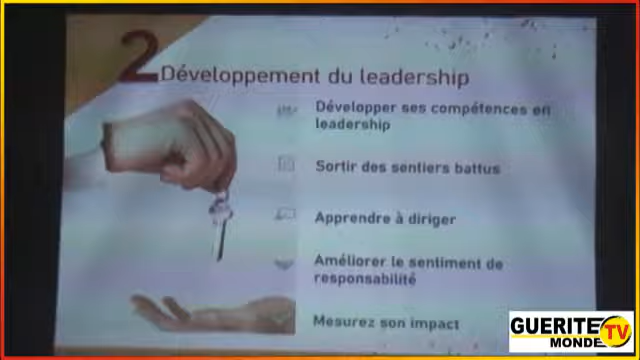 2
Développement du leadership
Développer ses compétences en
leadership
Sortir des sentiers battus
Apprendre à diriger
Améliorer le sentiment de
responsabilité
Mesurez son impact
GUERITE TV
MONDE